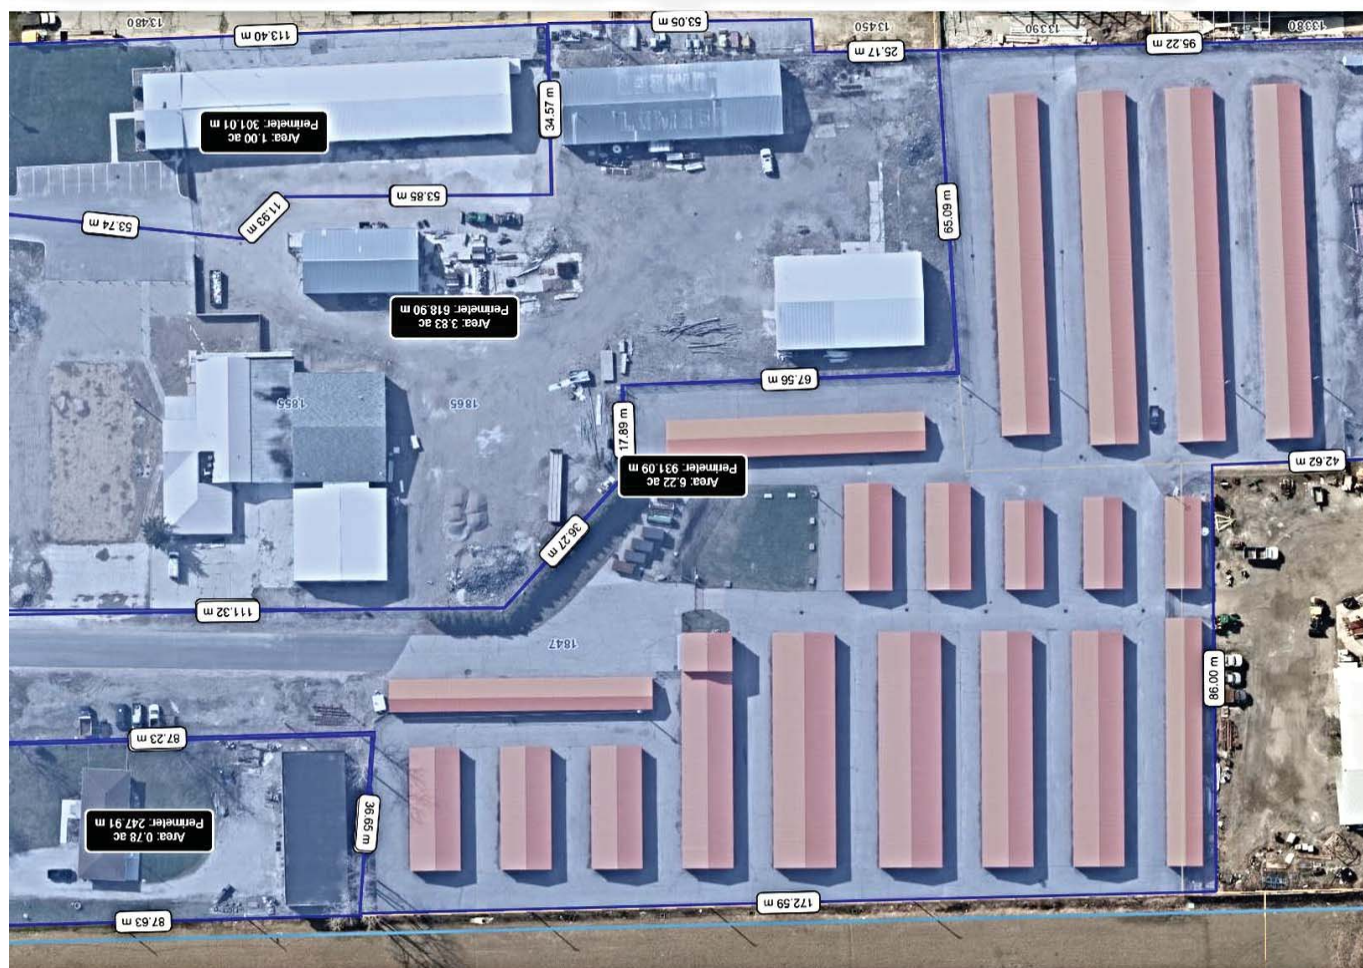 13480
113.40 m
53.05 m
13450
25.17 m
13390
95.22 m
13380
34.57 m
Area: 1.00 ac
Perimeter: 301.01 m
53.85 m
11.93 m
53.74 m
65.09 m
Area: 3.83 ac
Perimeter: 618.90 m
67.56 m
1855
1865
17.89 m
Area: 6.22 ac
Perimeter: 931.09 m
42.62 m
36.27 m
111.32 m
1847
86.00 m
87.23 m
Area: 0.78 ac
Perimeter: 247.91 m
36.65 m
172.59 m
87.63 m